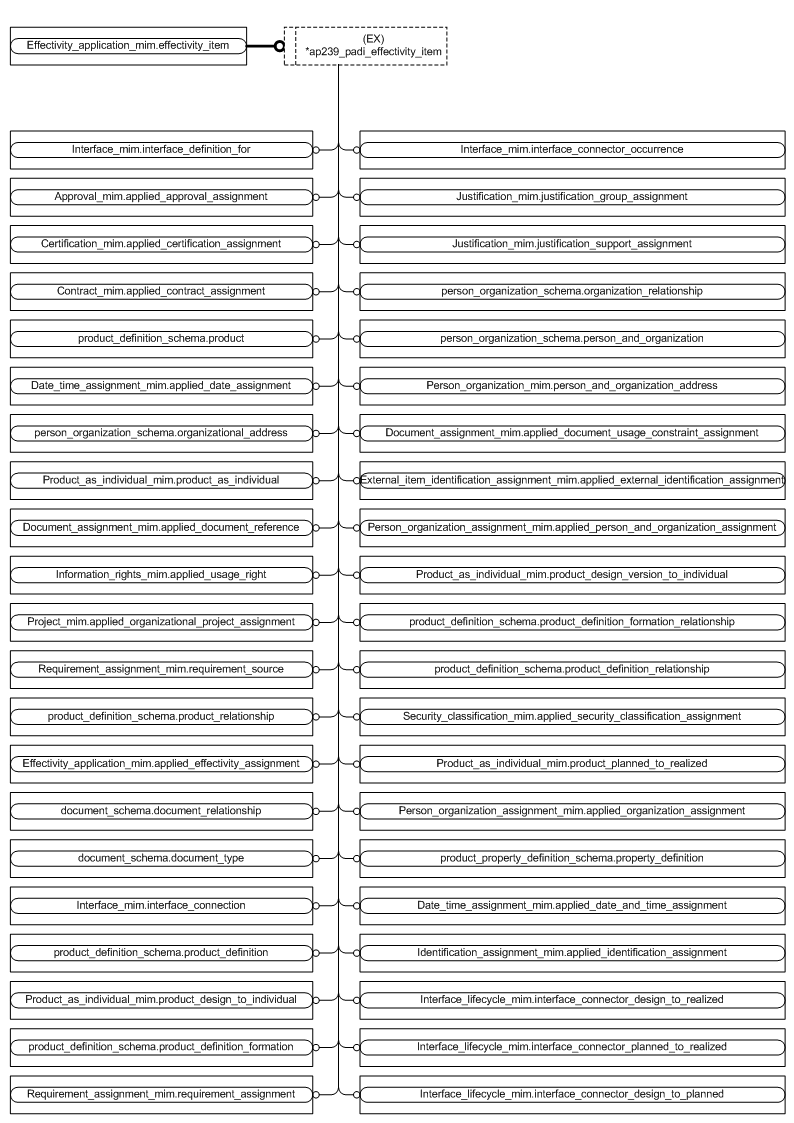 Effectivity_application_mim.effectivity_item
(EX)
*ap239_padi_effectivity_item
Interface_mim.interface_definition_for
Interface_mim.interface_connector_occurrence
Approval_mim.applied_approval_assignment
Justification_mim.justification_group_assignment
Certification_mim.applied_certification_assignment
Justification_mim.justification_support_assignment
Contract_mim.applied_contract_assignment
person_organization_schema.organization_relationship
product_definition_schema.product
person_organization_schema.person_and_organization
Date_time_assignment_mim.applied_date_assignment
Person_organization_mim.person_and_organization_address
person_organization_schema.organizational_address
Document_assignment_mim.applied_document_usage_constraint_assignment
Product_as_individual_mim.product_as_individual
External_item_identification_assignment_mim.applied_external_identification_assignment
Document_assignment_mim.applied_document_reference
Person_organization_assignment_mim.applied_person_and_organization_assignment
Information_rights_mim.applied_usage_right
Product_as_individual_mim.product_design_version_to_individual
Project_mim.applied_organizational_project_assignment
product_definition_schema.product_definition_formation_relationship
Requirement_assignment_mim.requirement_source
product_definition_schema.product_definition_relationship
product_definition_schema.product_relationship
Security_classification_mim.applied_security_classification_assignment
Effectivity_application_mim.applied_effectivity_assignment
Product_as_individual_mim.product_planned_to_realized
document_schema.document_relationship
Person_organization_assignment_mim.applied_organization_assignment
document_schema.document_type
product_property_definition_schema.property_definition
Interface_mim.interface_connection
Date_time_assignment_mim.applied_date_and_time_assignment
product_definition_schema.product_definition
Identification_assignment_mim.applied_identification_assignment
Product_as_individual_mim.product_design_to_individual
Interface_lifecycle_mim.interface_connector_design_to_realized
product_definition_schema.product_definition_formation
Interface_lifecycle_mim.interface_connector_planned_to_realized
Requirement_assignment_mim.requirement_assignment
Interface_lifecycle_mim.interface_connector_design_to_planned